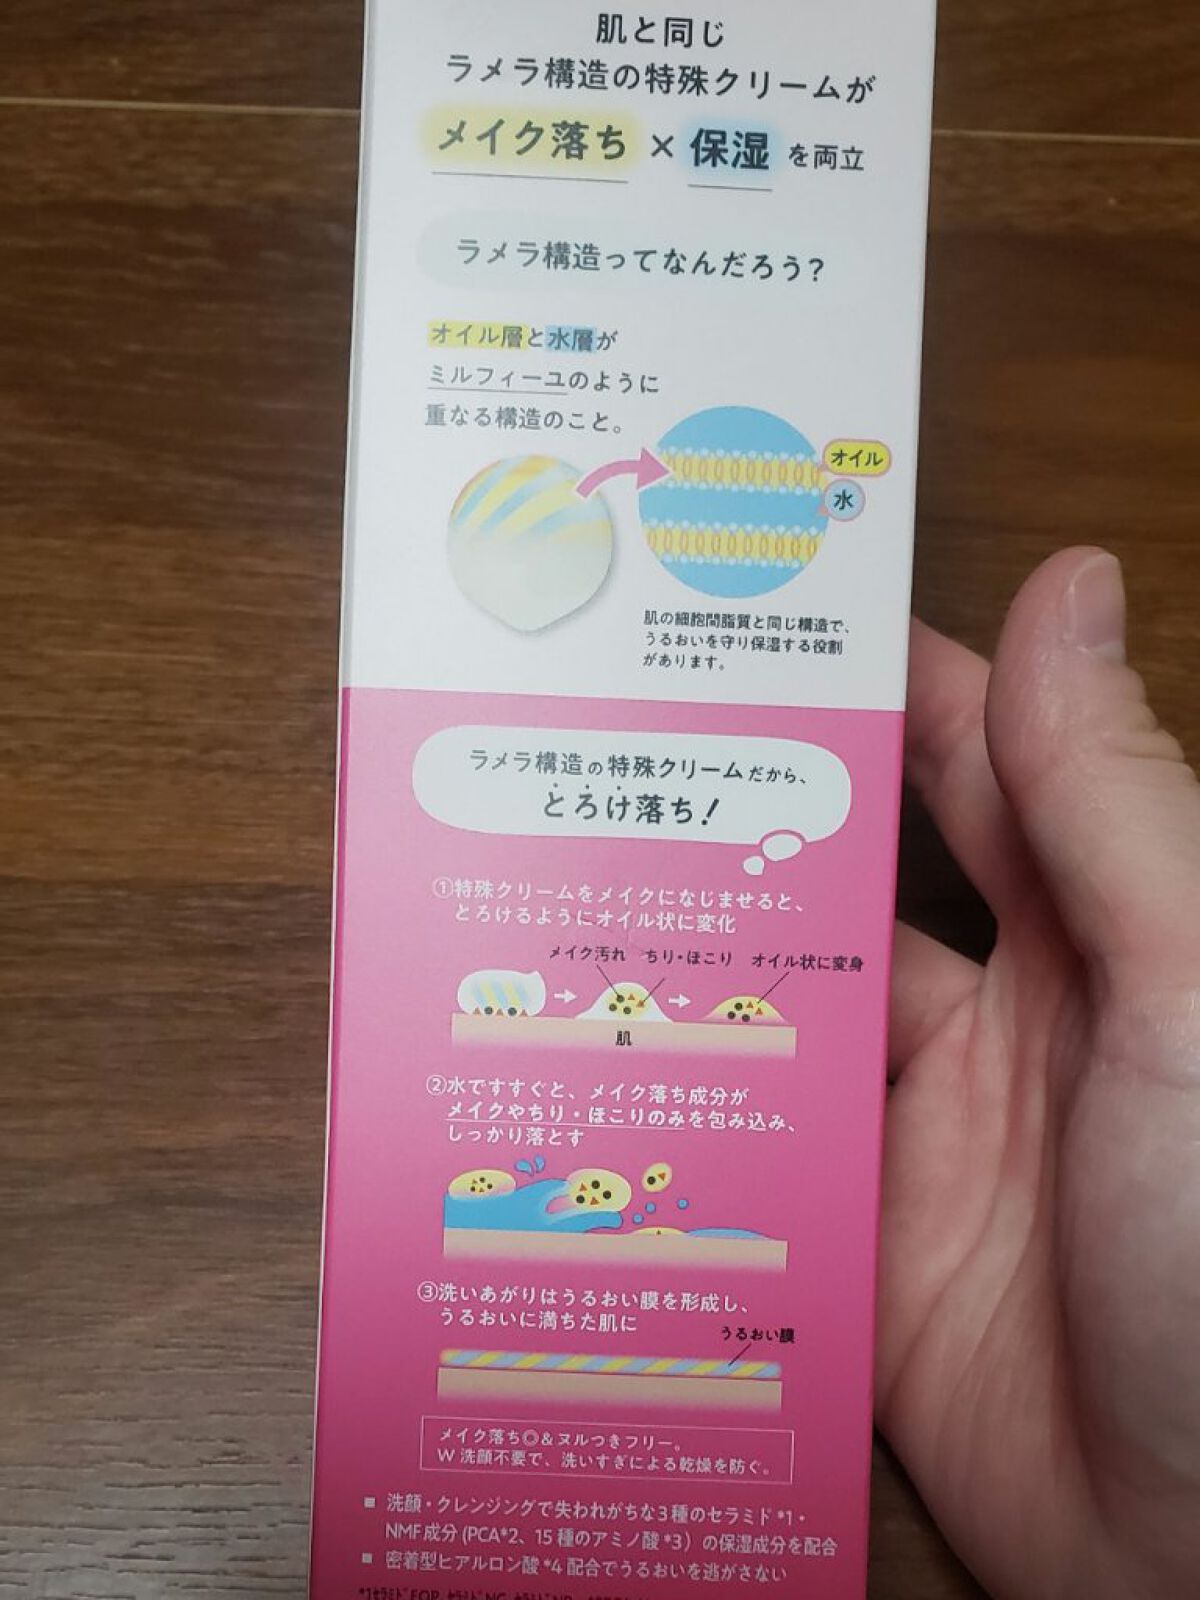 肌と同じ
ラメラ構造の特殊クリームが
メイク落ち×保湿を両立
ラメラ構造ってなんだろう?
オイル層と水層が
ミルフィーユのように
重なる構造のこと。
オイル
水
肌の細胞間脂質と同じ構造で、
うるおいを守り保湿する役割
があります。
ラメラ構造の特殊クリームだから、
とろけ落ち!
①特殊クリームをメイクになじませると、
とろけるようにオイル状に変化
メイク汚れ ちり・ほこり オイル状に変身
肌
②水ですすぐと、メイク落ち成分が
メイクやちり・ほこりのみを包み込み、
しっかり落とす
③洗いあがりはうるおい膜を形成し、
うるおいに満ちた肌に
うるおい膜
メイク落ち◎&ヌルつきフリー。
W洗顔不要で、洗いすぎによる乾燥を防ぐ。
■ 洗顔・クレンジングで失われがちな3種のセラミド*1・
NMF成分(PCA*2、15種のアミノ酸*3)の保湿成分を配合
■ 密着型ヒアルロン酸*4配合でうるおいを逃がさない